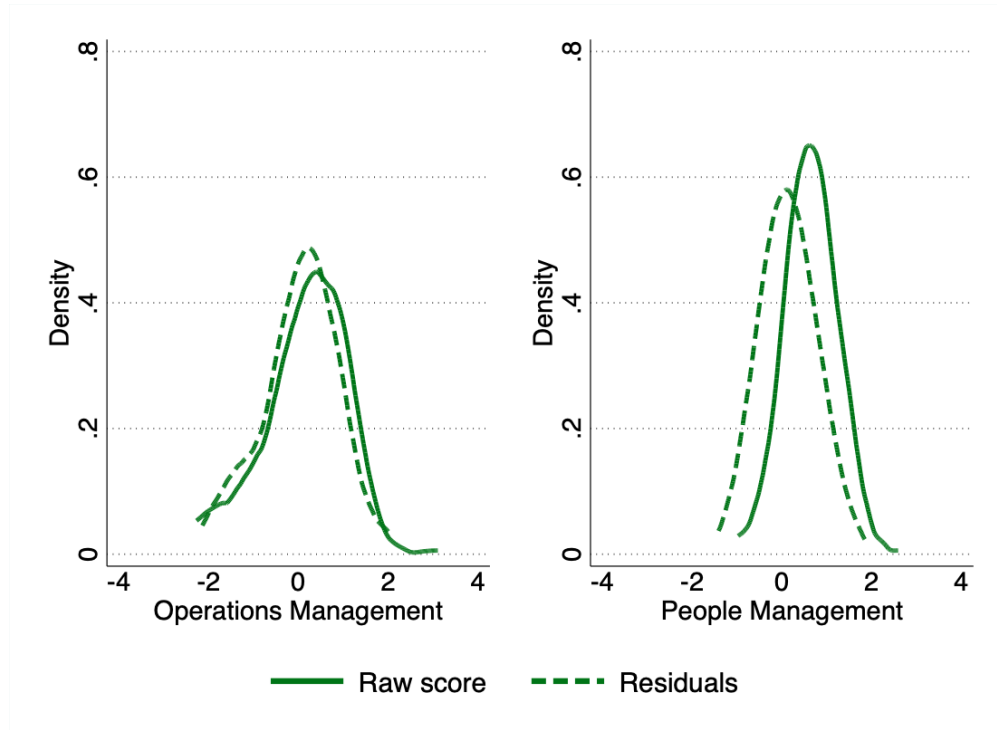 .8
.6
.4
.2
0
Density
-4 -2 0 2 4
Operations Management
.8
.6
.4
.2
0
Density
-4 -2 0 2 4
People Management
Raw score Residuals